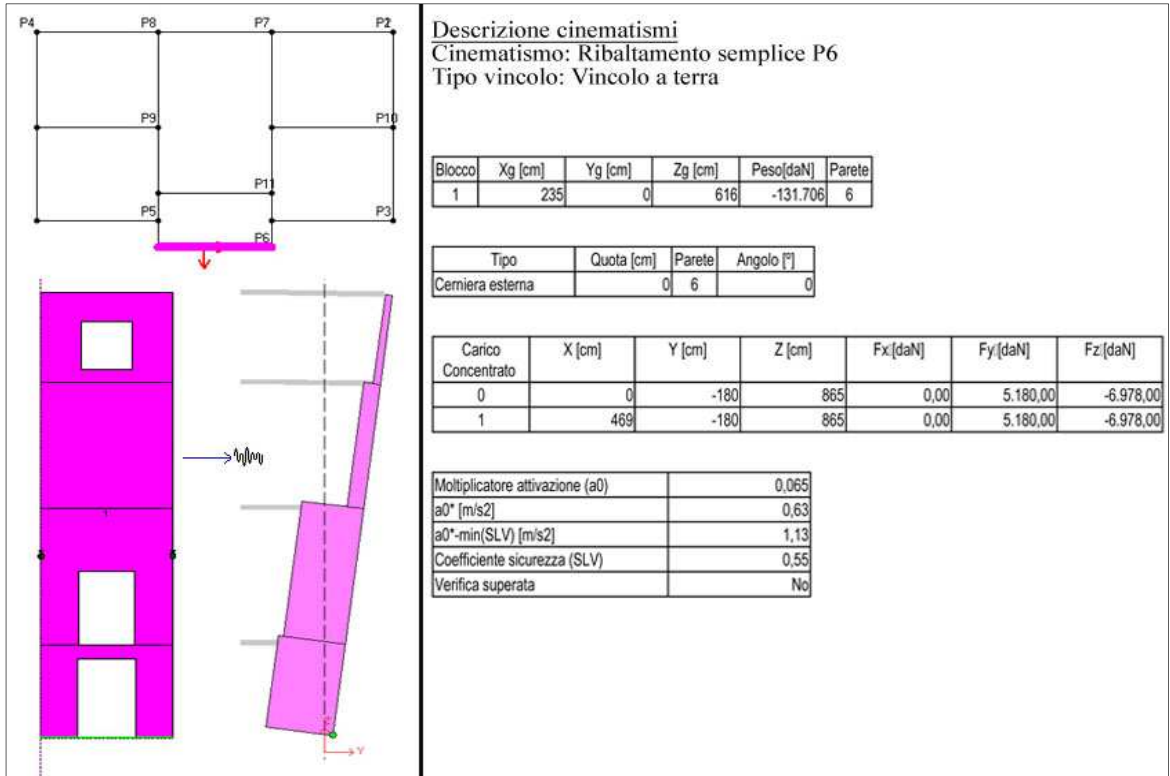 P4 P8 P7 P2
P9 P10
P11
P5 P3
P6
1
Y
Descrizione cinematismi
Cinematismo: Ribaltamento semplice P6
Tipo vincolo: Vincolo a terra
Blocco Xg [cm] Yg [cm] Zg [cm] Peso[daN] Parete
1 235 0 616 -131.706 6
Tipo Quota [cm] Parete Angolo [°]
Cerniera esterna 0 6 0
Carico Concentrato X [cm] Y [cm] Z [cm] Fx [daN] Fy [daN] Fz [daN]
0 0 -180 865 0,00 5.180,00 -6.978,00
1 469 -180 865 0,00 5.180,00 -6.978,00
Moltiplicatore attivazione (a0) 0,065
a0* [m/s2] 0,63
a0*-min(SLV) [m/s2] 1,13
Coefficiente sicurezza (SLV) 0,55
Verifica superata No